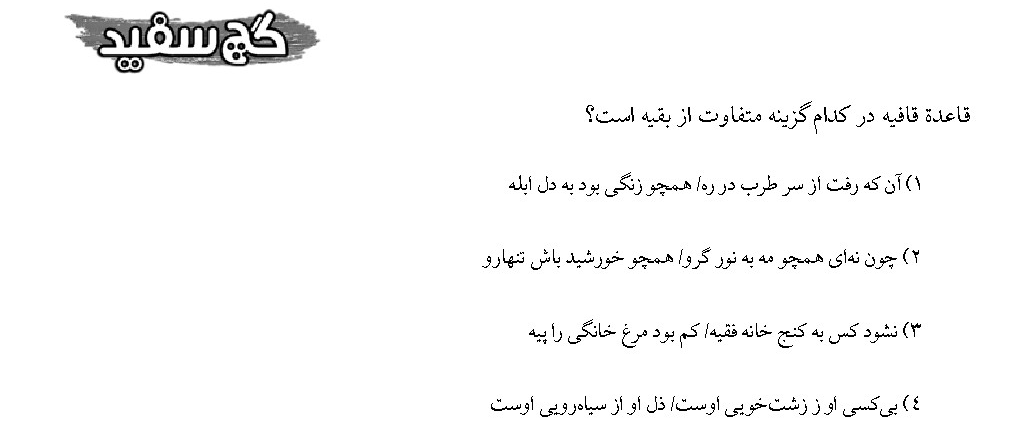 گچ سفید
قاعدة قافیه در کدام گزینه متفاوت از بقیه است؟
۱) آن که رفت از سر طرب در ره/ همچو زنگی بود به دل ابله
۲) چون نه‌ای همچو مه به نور گرو/ همچو خورشید باش تنهارو
۳) نشود کس به کنج خانه فقیه/ کم بود مرغ خانگی را پیه
٤) بی‌کسی او ز زشت‌خویی اوست/ ذل او از سیاه‌رویی اوست